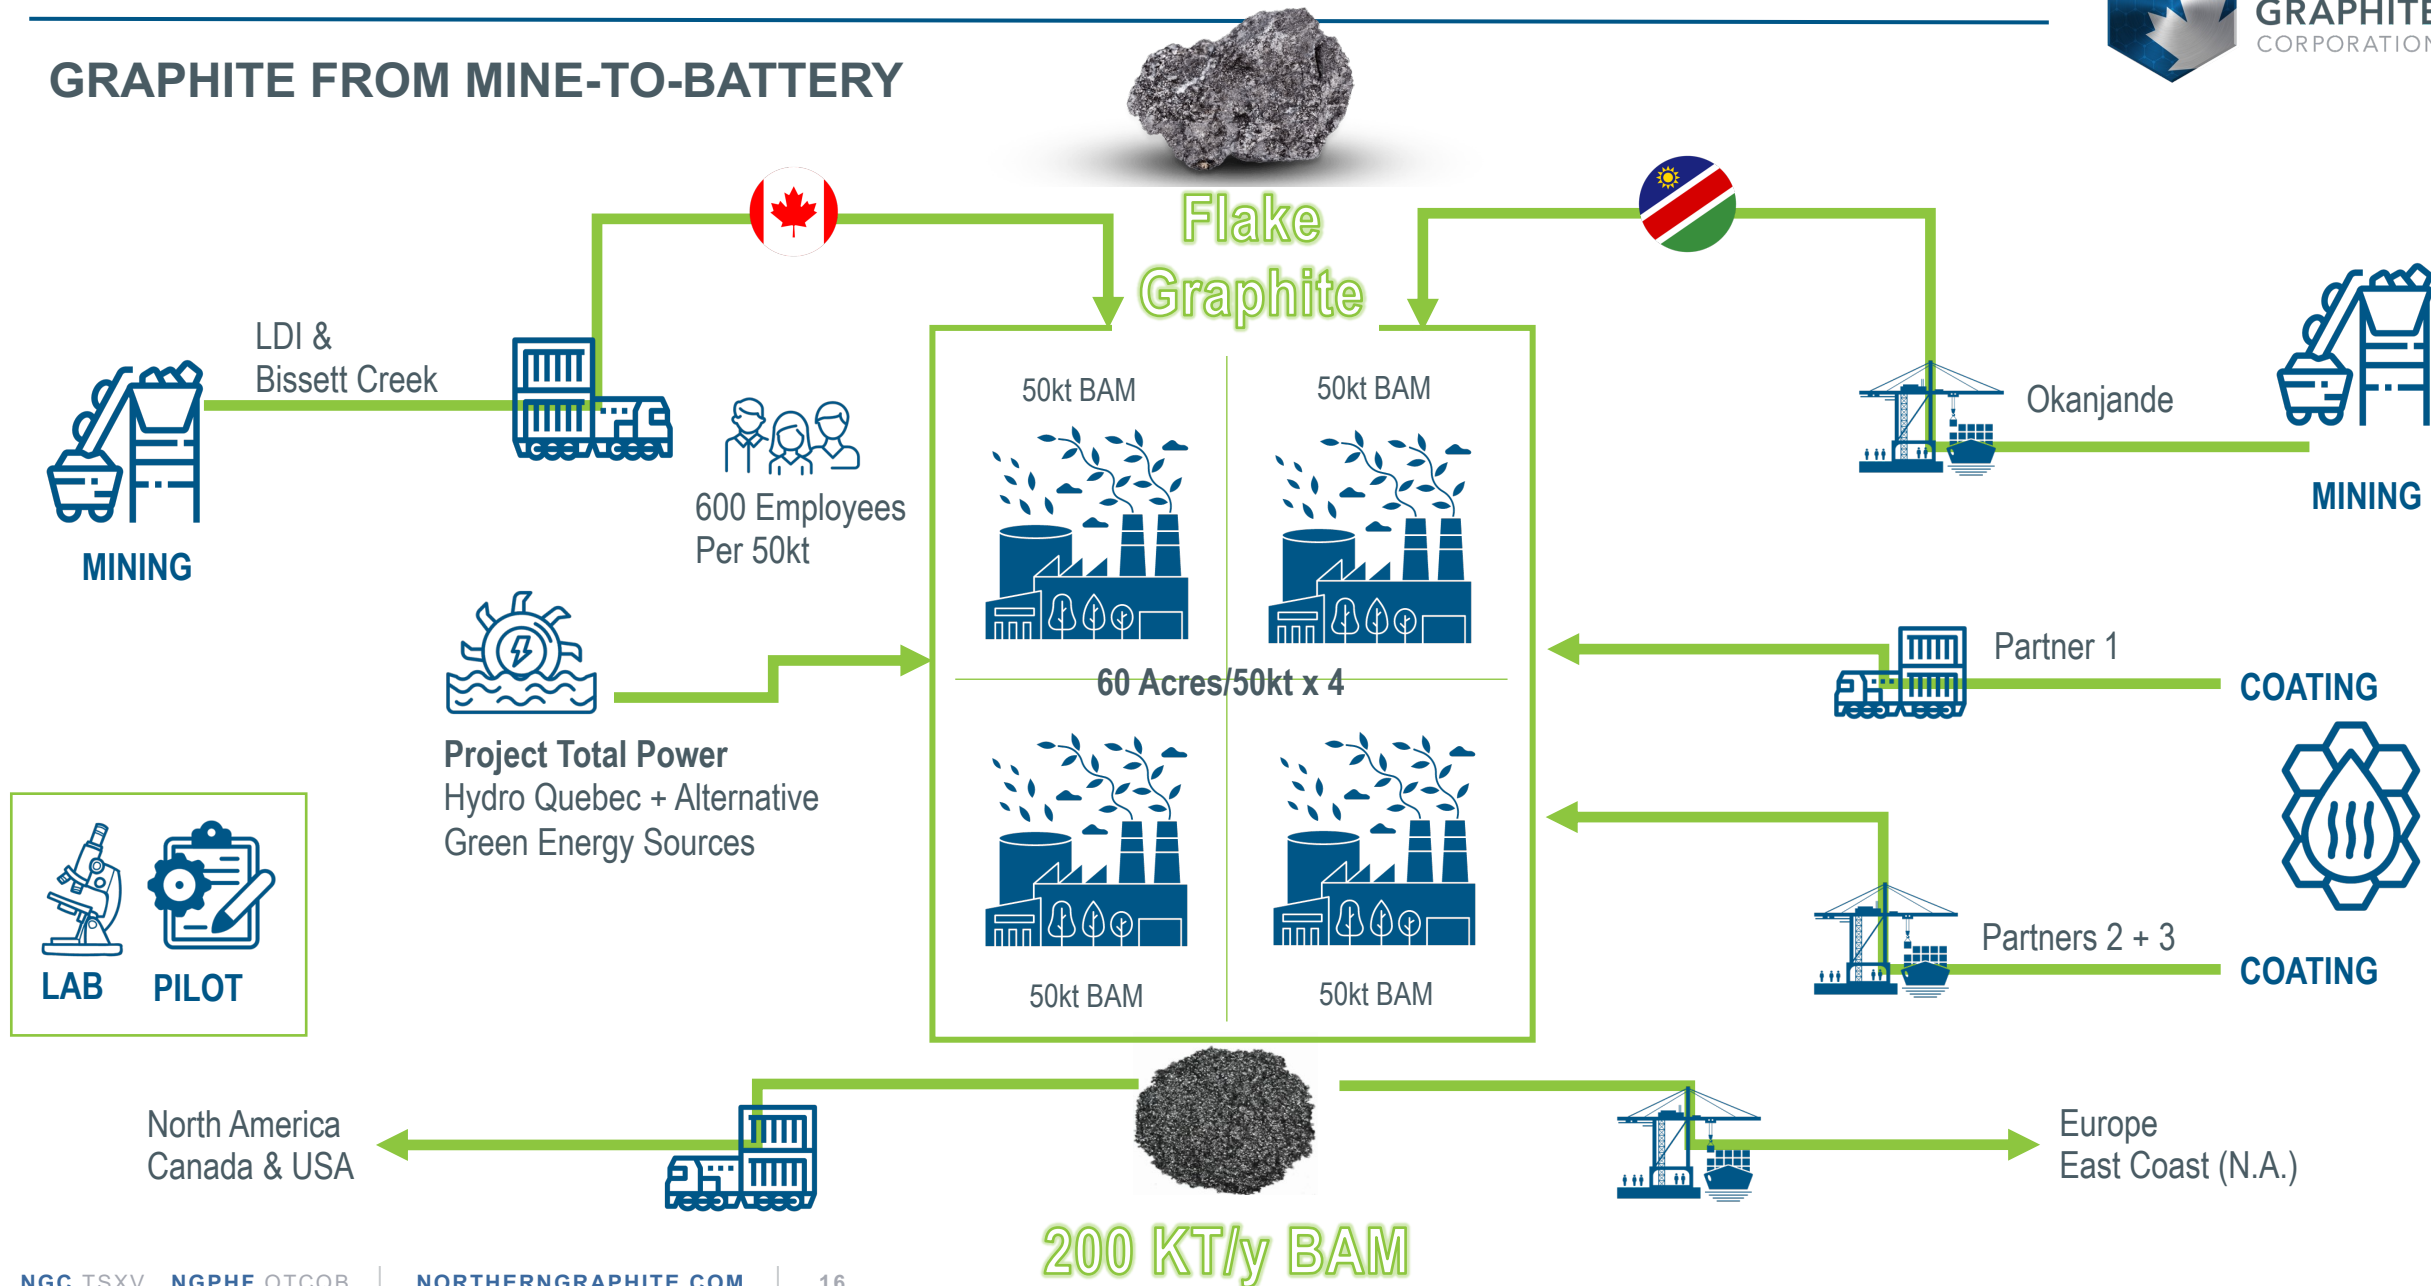 GRAPHITE
CORPORATION
GRAPHITE FROM MINE-TO-BATTERY
Flake
Graphite
LDI &
Bissett Creek
MINING
600 Employees
Per 50kt
50kt BAM
50kt BAM
Okanjande
MINING
60 Acres/50kt x 4
Partner 1
COATING
Project Total Power
Hydro Quebec + Alternative
Green Energy Sources
LAB
PILOT
50kt BAM
50kt BAM
Partners 2 + 3
COATING
North America
Canada & USA
Europe
East Coast (N.A.)
200 KT/y BAM
NGC TSXV NGPHF OTCQB | NORTHERNGRAPHITE.COM | 16